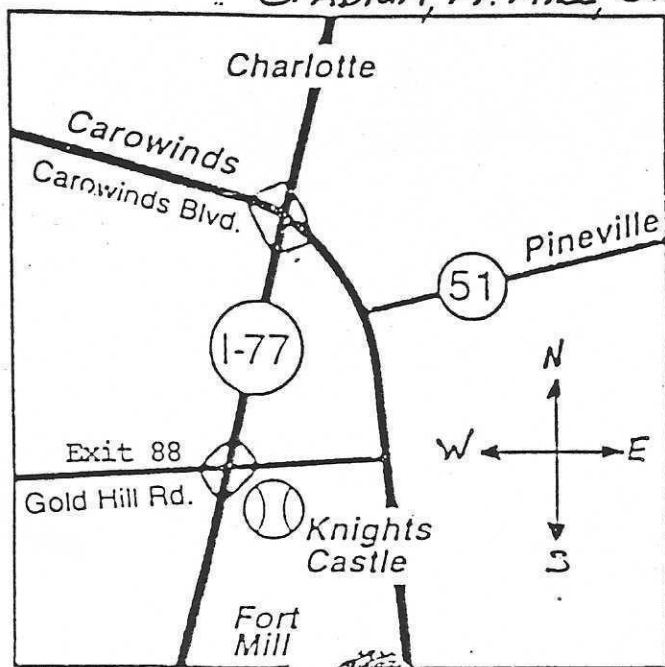 Charlotte
Carowinds
Carowinds Blvd.
Pineville
51
I-77
N
W E
S
Exit 88
Gold Hill Rd.
Knights
Castle
Fort
Mill